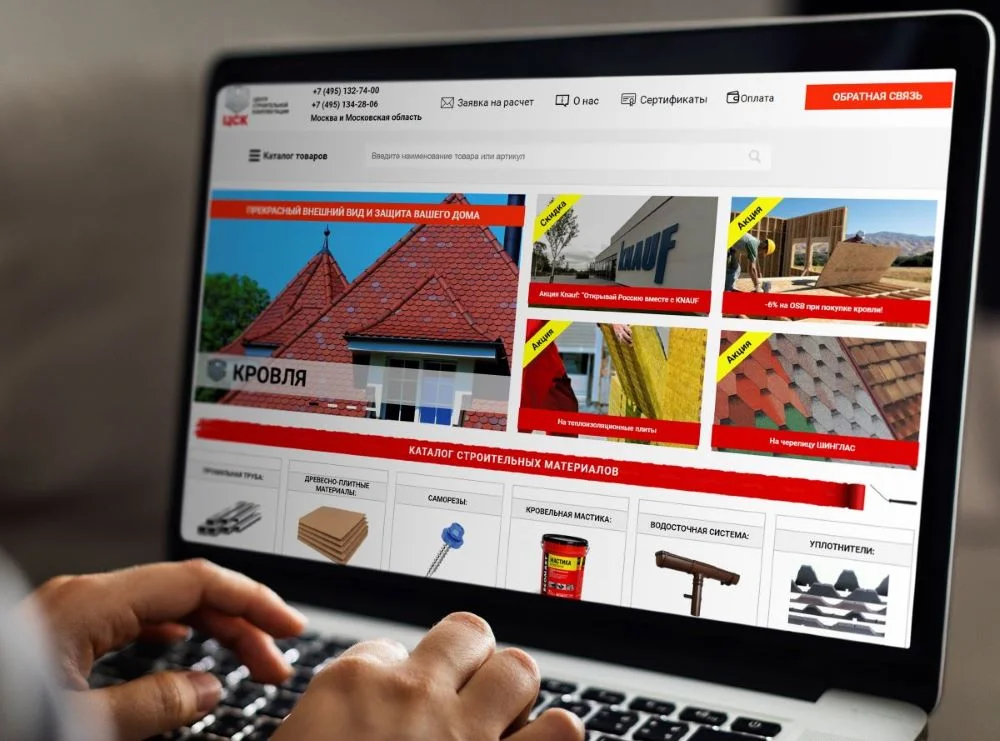 +7 (495) 132-74-00
+7 (495) 134-28-06
Москва и Московская область
ЦЕНТР
СТРОИТЕЛЬНОЙ
КОМПЛЕКТАЦИИ
ЦСК
Заявка на расчет
О нас
Сертификаты
Оплата
ОБРАТНАЯ СВЯЗЬ
Каталог товаров
Введите наименование товара или артикул
ПРЕКРАСНЫЙ ВНЕШНИЙ ВИД И ЗАЩИТА ВАШЕГО ДОМА
КРОВЛЯ
Скидка
KNAUF
Акция Knauf: "Открывай Россию вместе с KNAUF
Акция
-6% на OSB при покупке кровли!
Акция
На теплоизоляционные плиты
Акция
На черепицу ШИНГЛАС
КАТАЛОГ СТРОИТЕЛЬНЫХ МАТЕРИАЛОВ
ПРОФИЛЬНАЯ ТРУБА:
ДРЕВЕСНО-ПЛИТНЫЕ
МАТЕРИАЛЫ:
САМОРЕЗЫ:
КРОВЕЛЬНАЯ МАСТИКА:
МАСТИКА
ВОДОСТОЧНАЯ СИСТЕМА:
УПЛОТНИТЕЛИ: